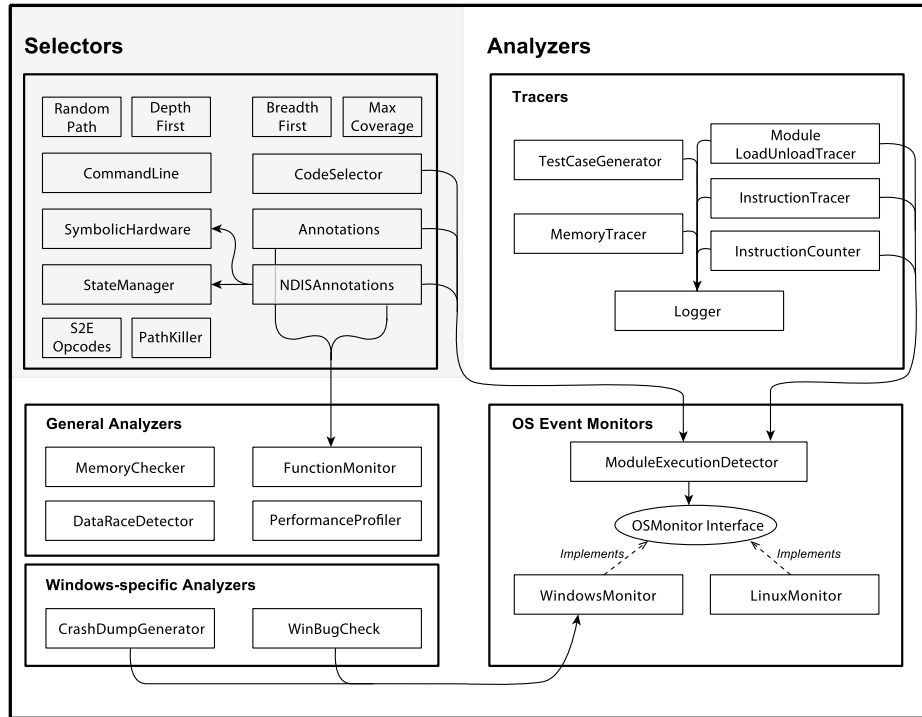 Selectors
Random
Path
Depth
First
Breadth
First
Max
Coverage
CommandLine
CodeSelector
SymbolicHardware
Annotations
StateManager
NDISAnnotations
S2E
Opcodes
PathKiller
Analyzers
Tracers
TestCaseGenerator
Module
LoadUnloadTracer
InstructionTracer
MemoryTracer
InstructionCounter
Logger
General Analyzers
MemoryChecker
FunctionMonitor
DataRaceDetector
PerformanceProfiler
OS Event Monitors
ModuleExecutionDetector
OSMonitor Interface
Implements
Implements
WindowsMonitor
LinuxMonitor
Windows-specific Analyzers
CrashDumpGenerator
WinBugCheck